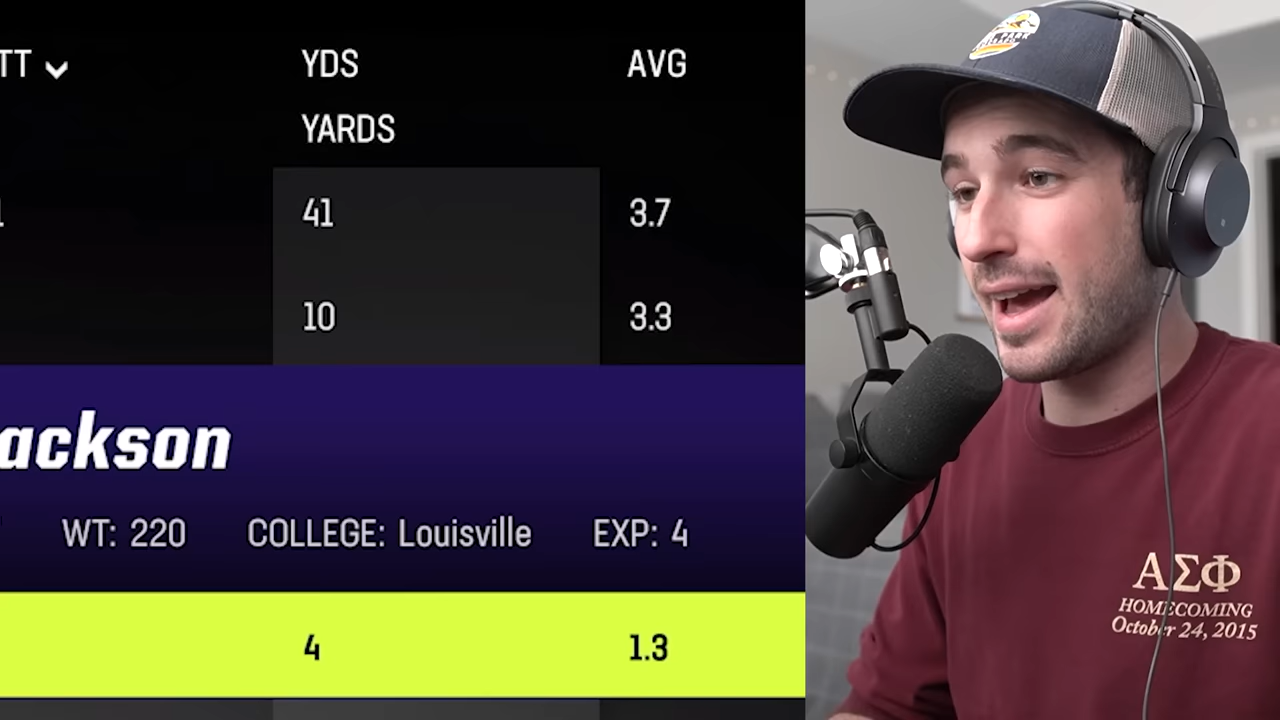 TT
YDS
AVG
YARDS
41
3.7
10
3.3
ackson
WT: 220
COLLEGE: Louisville
EXP: 4
4
1.3
ΑΣΦ
HOMECOMING
October 24, 2015